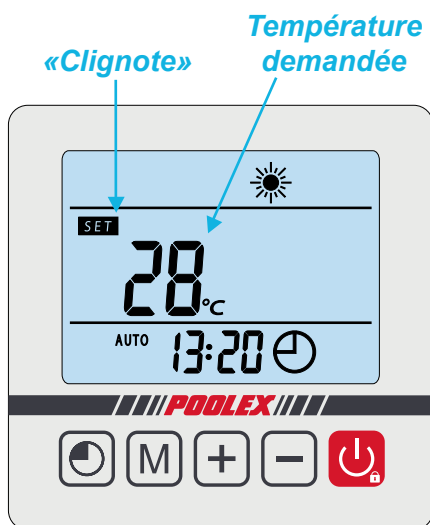 Température
«Clignote» demandée
SET
28°C
AUTO 13:20
POOLEX
M + −